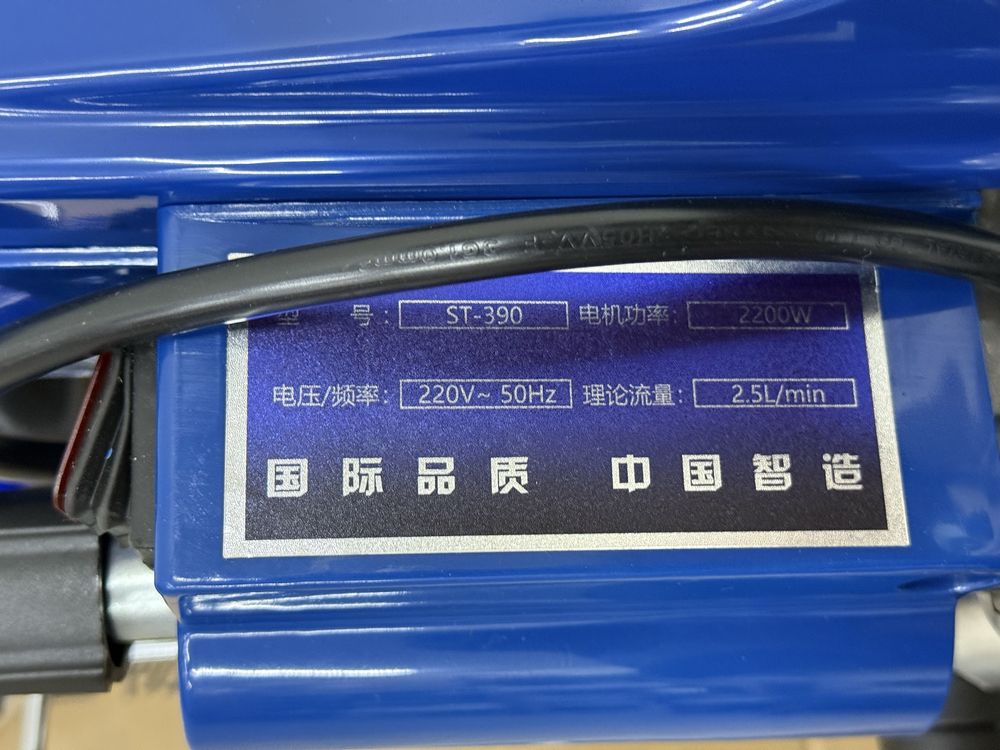 型 号: ST-390 电机功率: 2200W
电压/频率: 220V~ 50Hz 理论流量: 2.5L/min
国际品质 中国智造